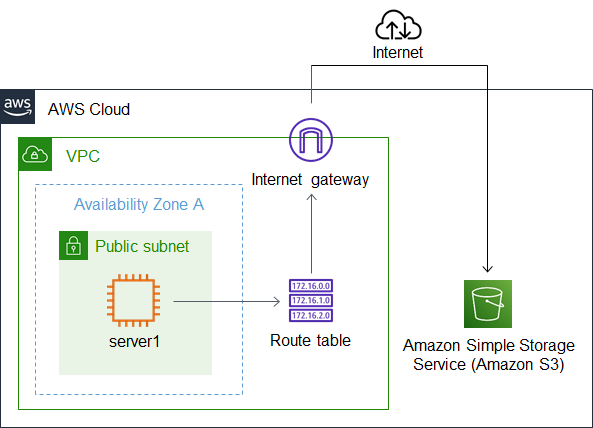 Internet
aws
AWS Cloud
VPC
Internet gateway
Availability Zone A
Public subnet
172.16.0.0
172.16.1.0
172.16.2.0
server1
Route table
Amazon Simple Storage
Service (Amazon S3)